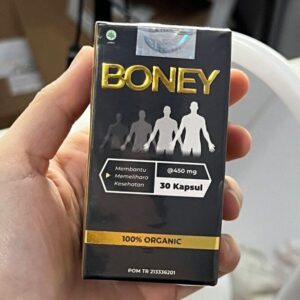 BONEY
Membantu
Memelihara
Kesehatan
@450 mg
30 Kapsul
100% ORGANIC
POM TR 213336201